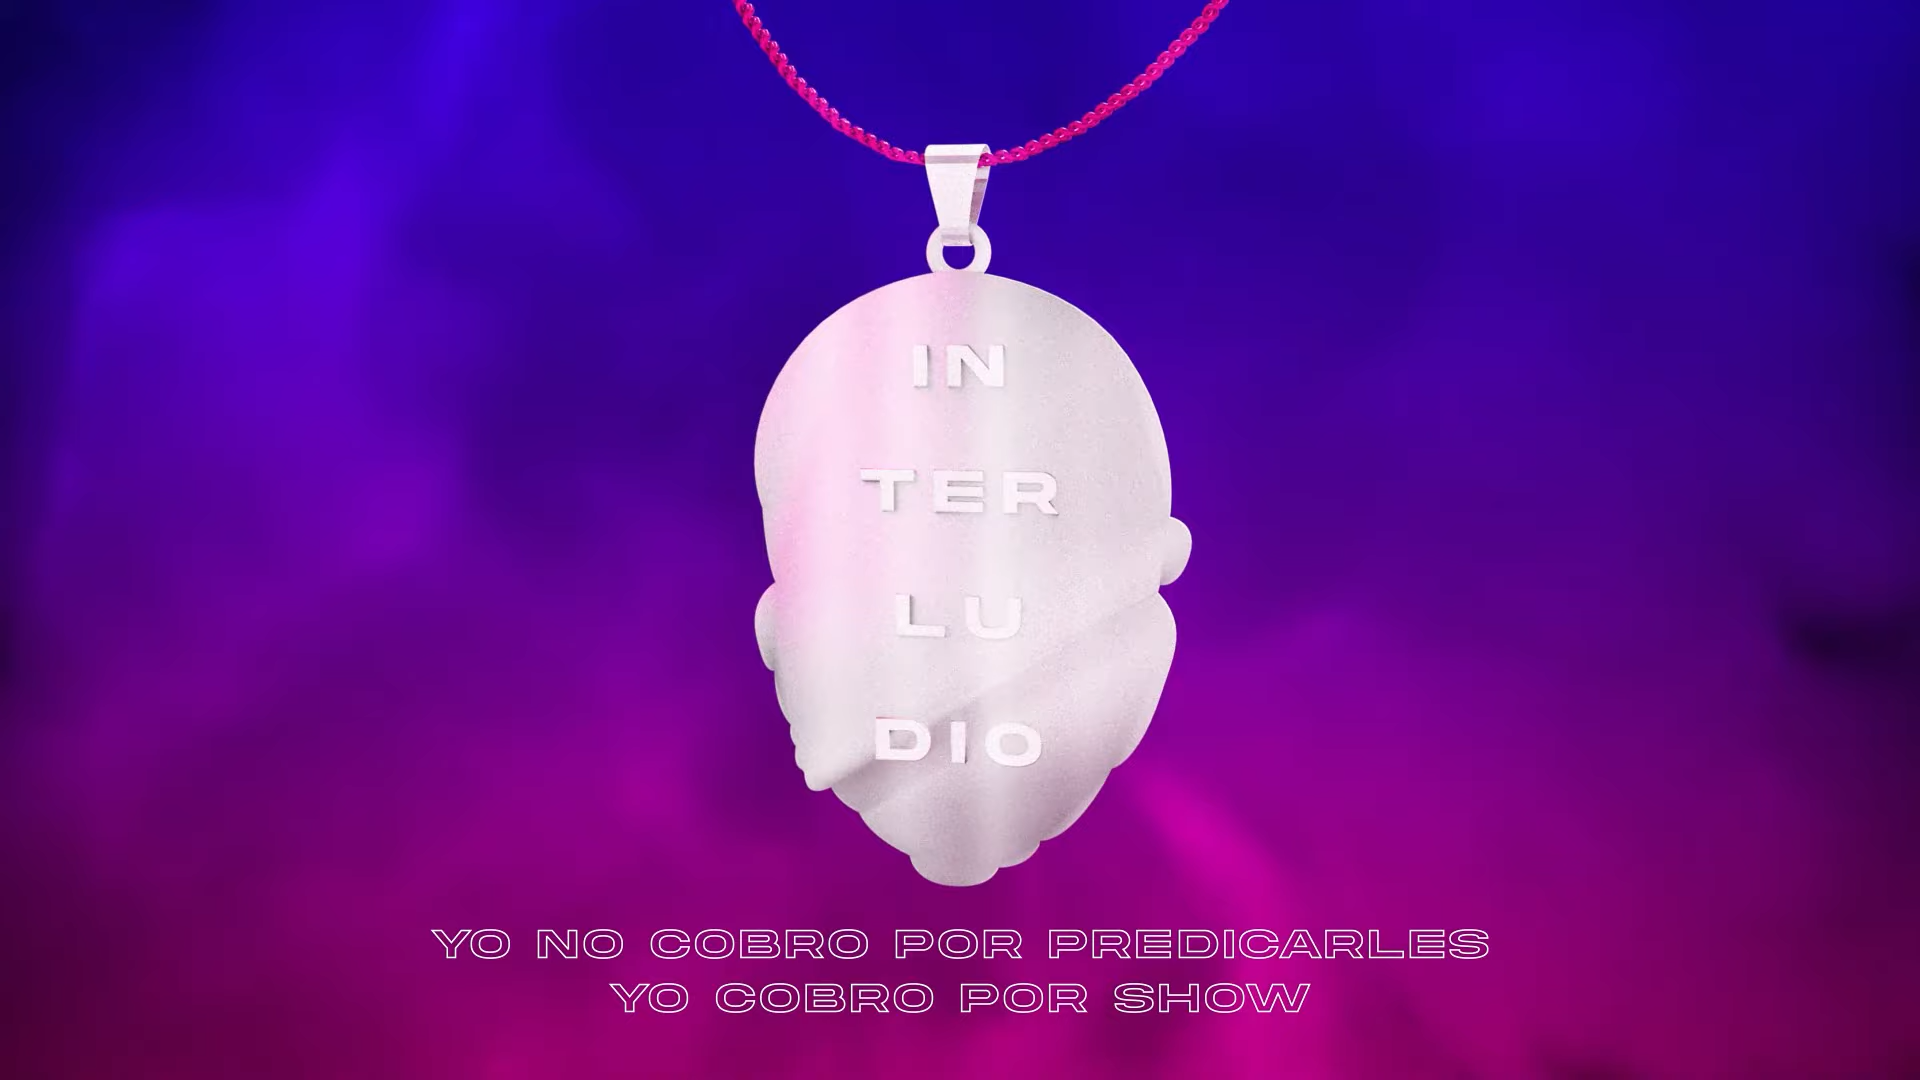 IN
TER
LU
DIO
YO NO COBRO POR PREDICARLES
YO COBRO POR SHOW